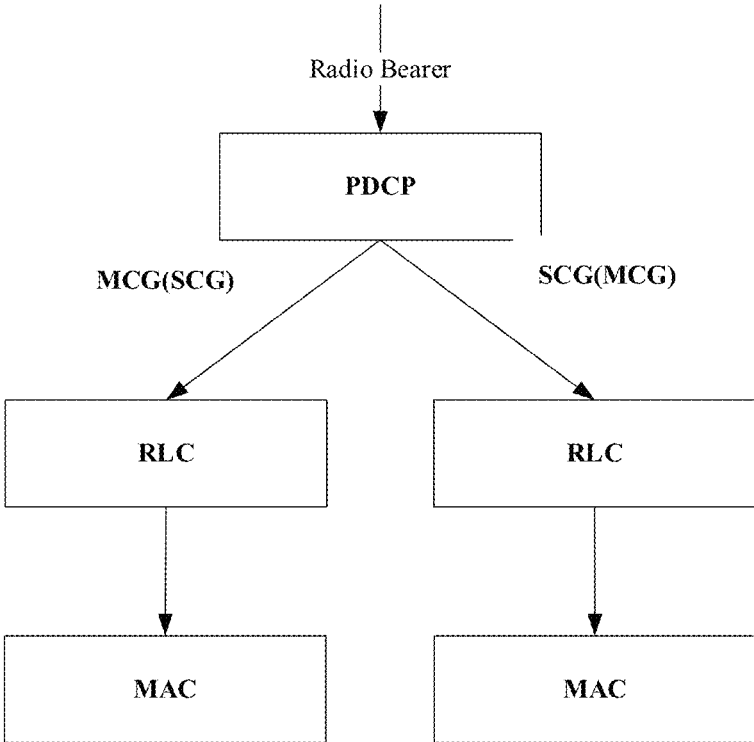 Radio Bearer
PDCP
MCG(SCG)
SCG(MCG)
RLC
RLC
MAC
MAC